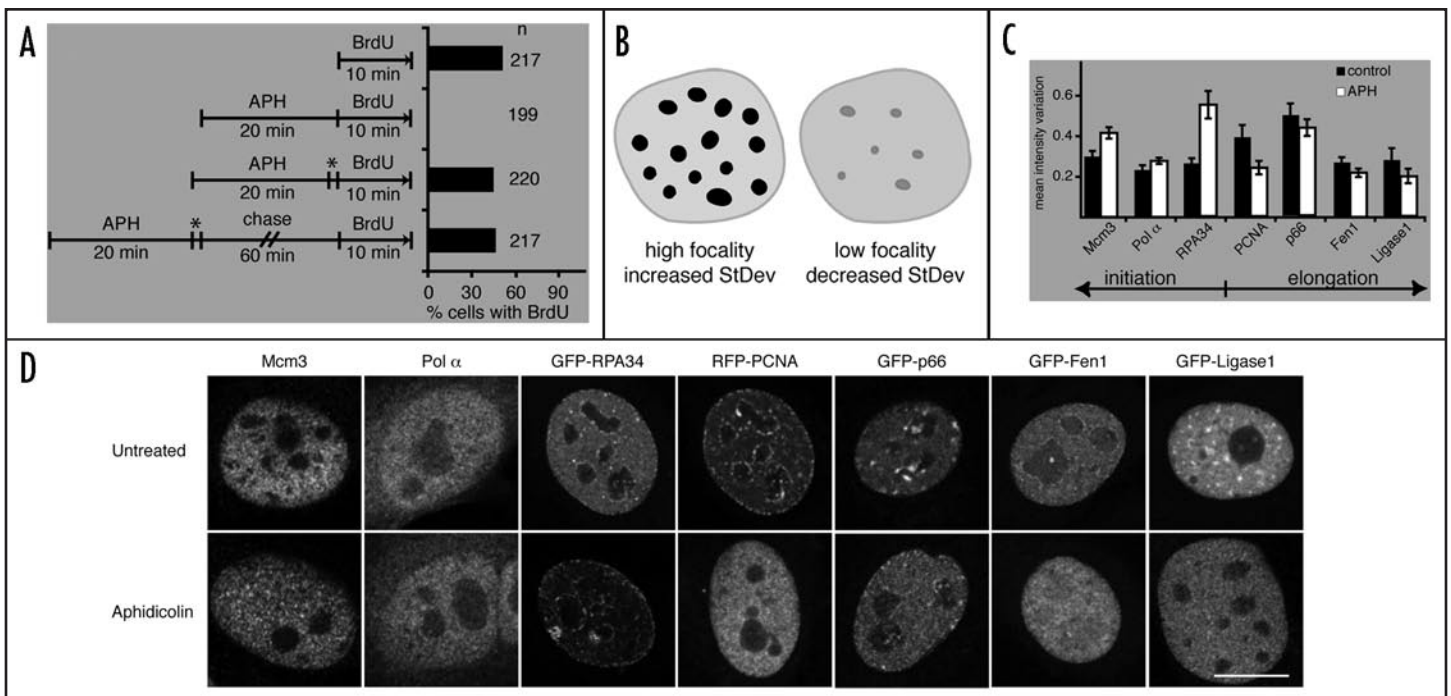 A
n
BrdU
10 min
217
APH
BrdU
20 min
10 min
199
APH
*
BrdU
20 min
10 min
220
APH
*
chase
BrdU
20 min
60 min
10 min
217
0 30 60 90
% cells with BrdU
B
high focality
increased StDev
low focality
decreased StDev
C
control
APH
mean intensity variation
0.6
0.4
0.2
Mcm3
Pol α
RPA34
PCNA
p66
Fen1
Ligase1
initiation
elongation
D
Mcm3 Pol α GFP-RPA34 RFP-PCNA GFP-p66 GFP-Fen1 GFP-Ligase1
Untreated
Aphidicolin